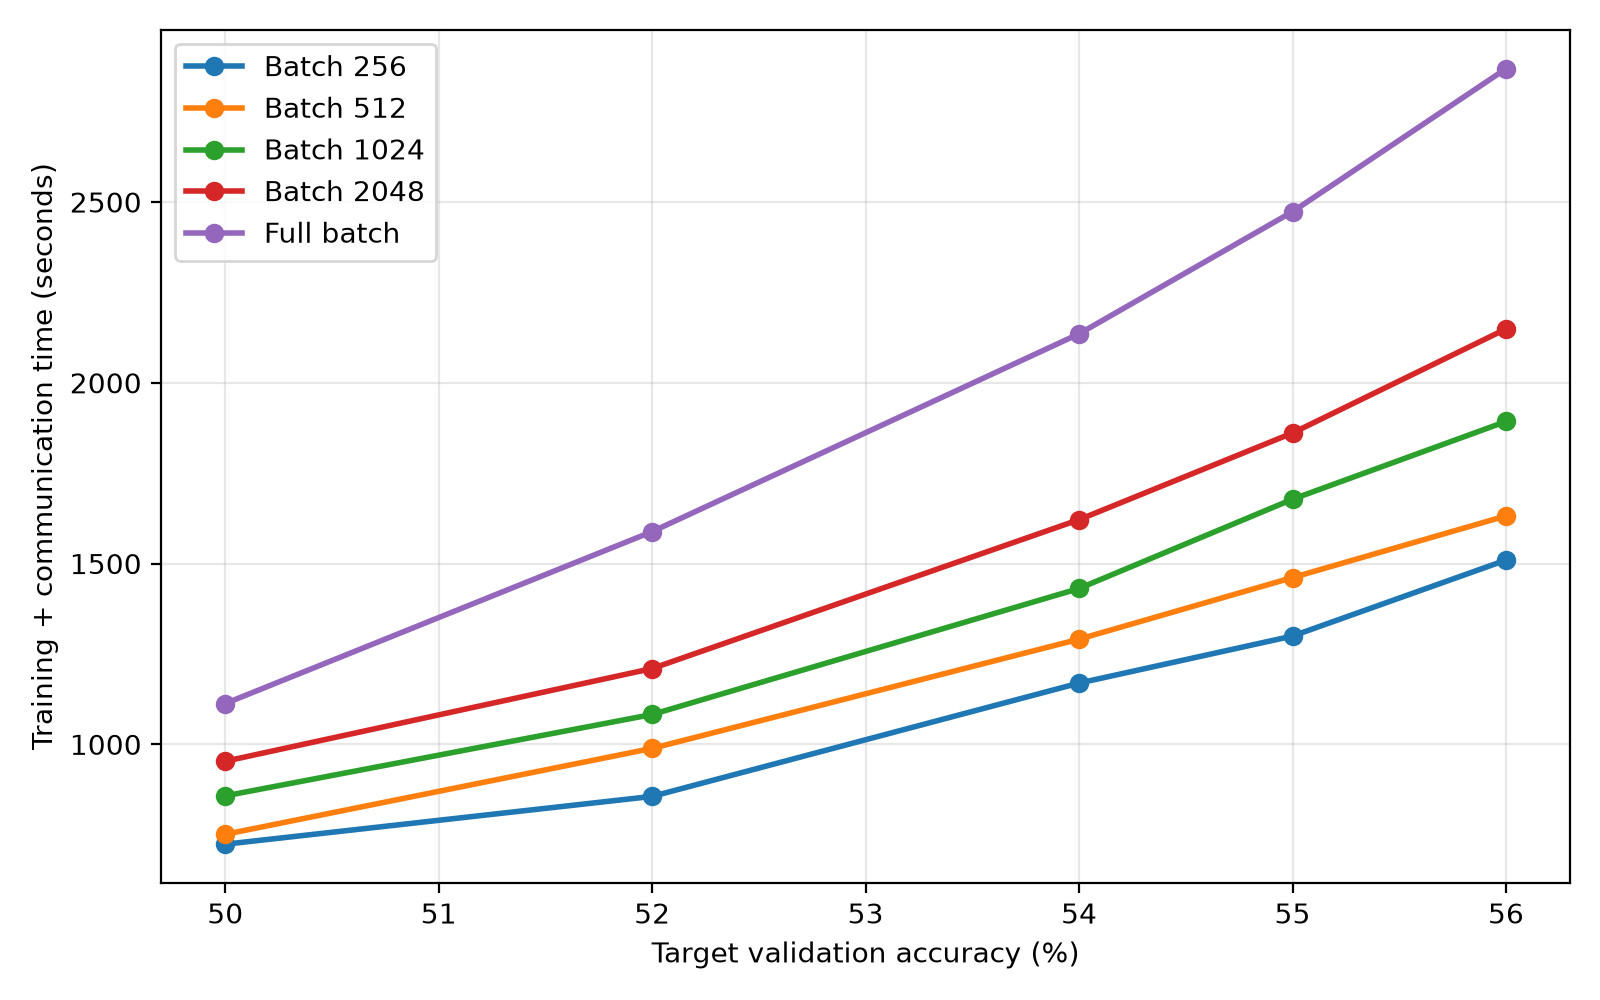 Batch 256
Batch 512
Batch 1024
Batch 2048
Full batch
Training + communication time (seconds)
2500
2000
1500
1000
50 51 52 53 54 55 56
Target validation accuracy (%)